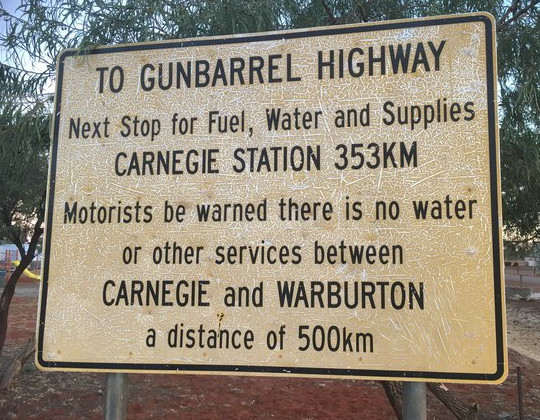 TO GUNBARREL HIGHWAY
Next Stop for Fuel, Water and Supplies
CARNEGIE STATION 353KM
Motorists be warned there is no water
or other services between
CARNEGIE and WARBURTON
a distance of 500km